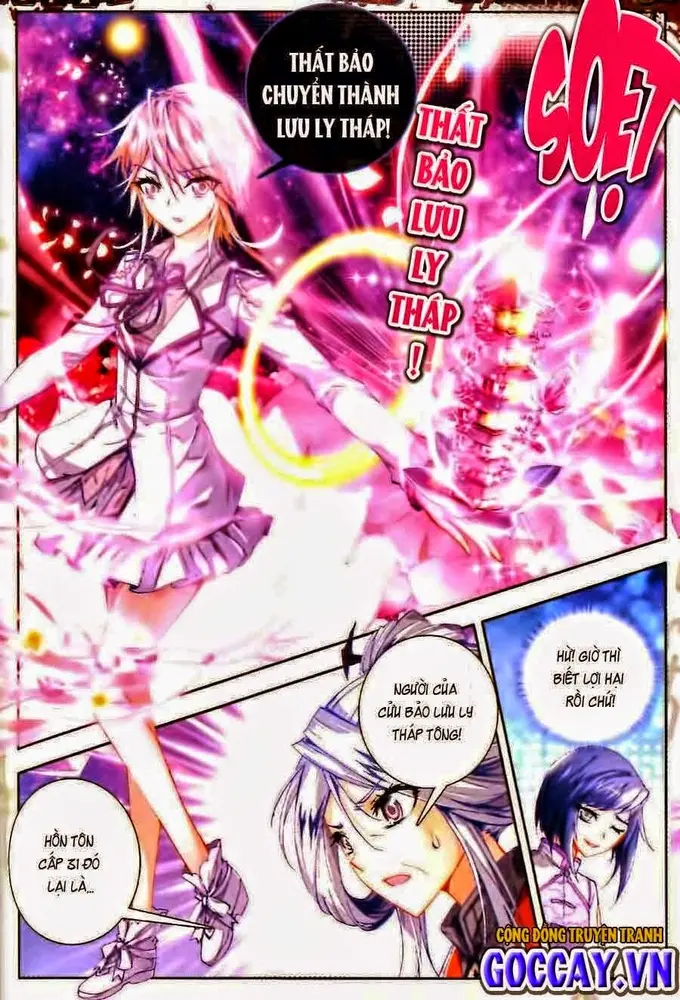 THẤT BẢO
CHUYỂN THÀNH
LƯU LY THÁP!
SOẸT
THẤT
BẢO
LƯU
LY
THÁP
!
NGƯỜI CỦA
CỬU BẢO LƯU LY
THÁP TÔNG!
HỪ! GIỜ THÌ
BIẾT LỢI HẠI
RỒI CHỨ!
HỒN TÔN
CẤP 31 ĐÓ
LẠI LÀ...
CỘNG ĐỒNG TRUYỆN TRANH
GOCCAY.VN